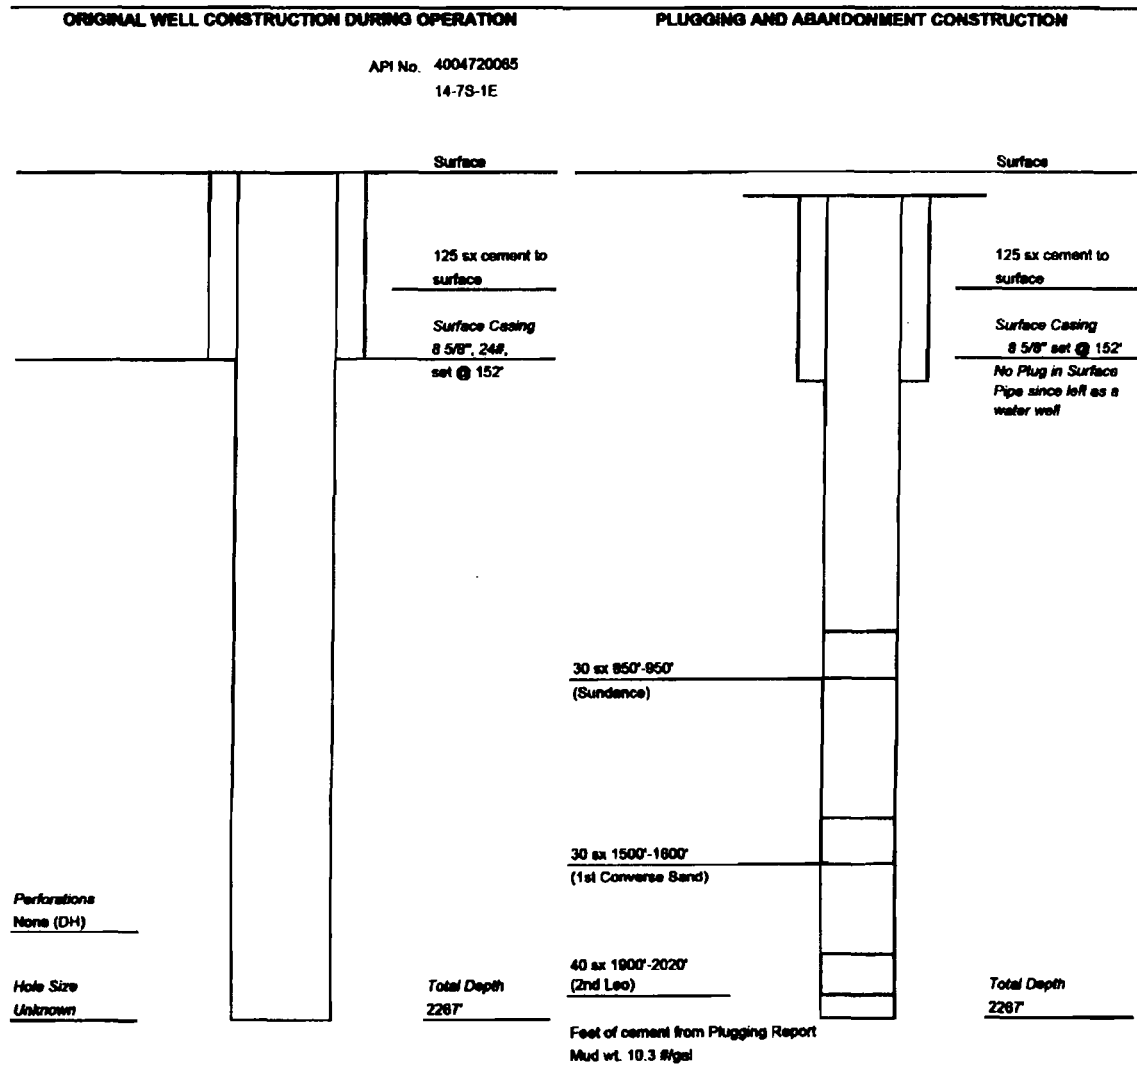 ORIGINAL WELL CONSTRUCTION DURING OPERATION
API No. 4004720065
14-7S-1E
Surface
125 sx cement to
surface
Surface Casing
8 5/8", 24#,
set @ 152'
Perforations
None (DH)
Hole Size
Unknown
Total Depth
2267'
PLUGGING AND ABANDONMENT CONSTRUCTION
Surface
125 sx cement to
surface
Surface Casing
8 5/8" set @ 152'
No Plug in Surface
Pipe since left as a
water well
30 sx 850'-950'
(Sundance)
30 sx 1500'-1600'
(1st Converse Sand)
40 sx 1900'-2020'
(2nd Leo)
Total Depth
2267'
Feet of cement from Plugging Report
Mud wt. 10.3 #/gal